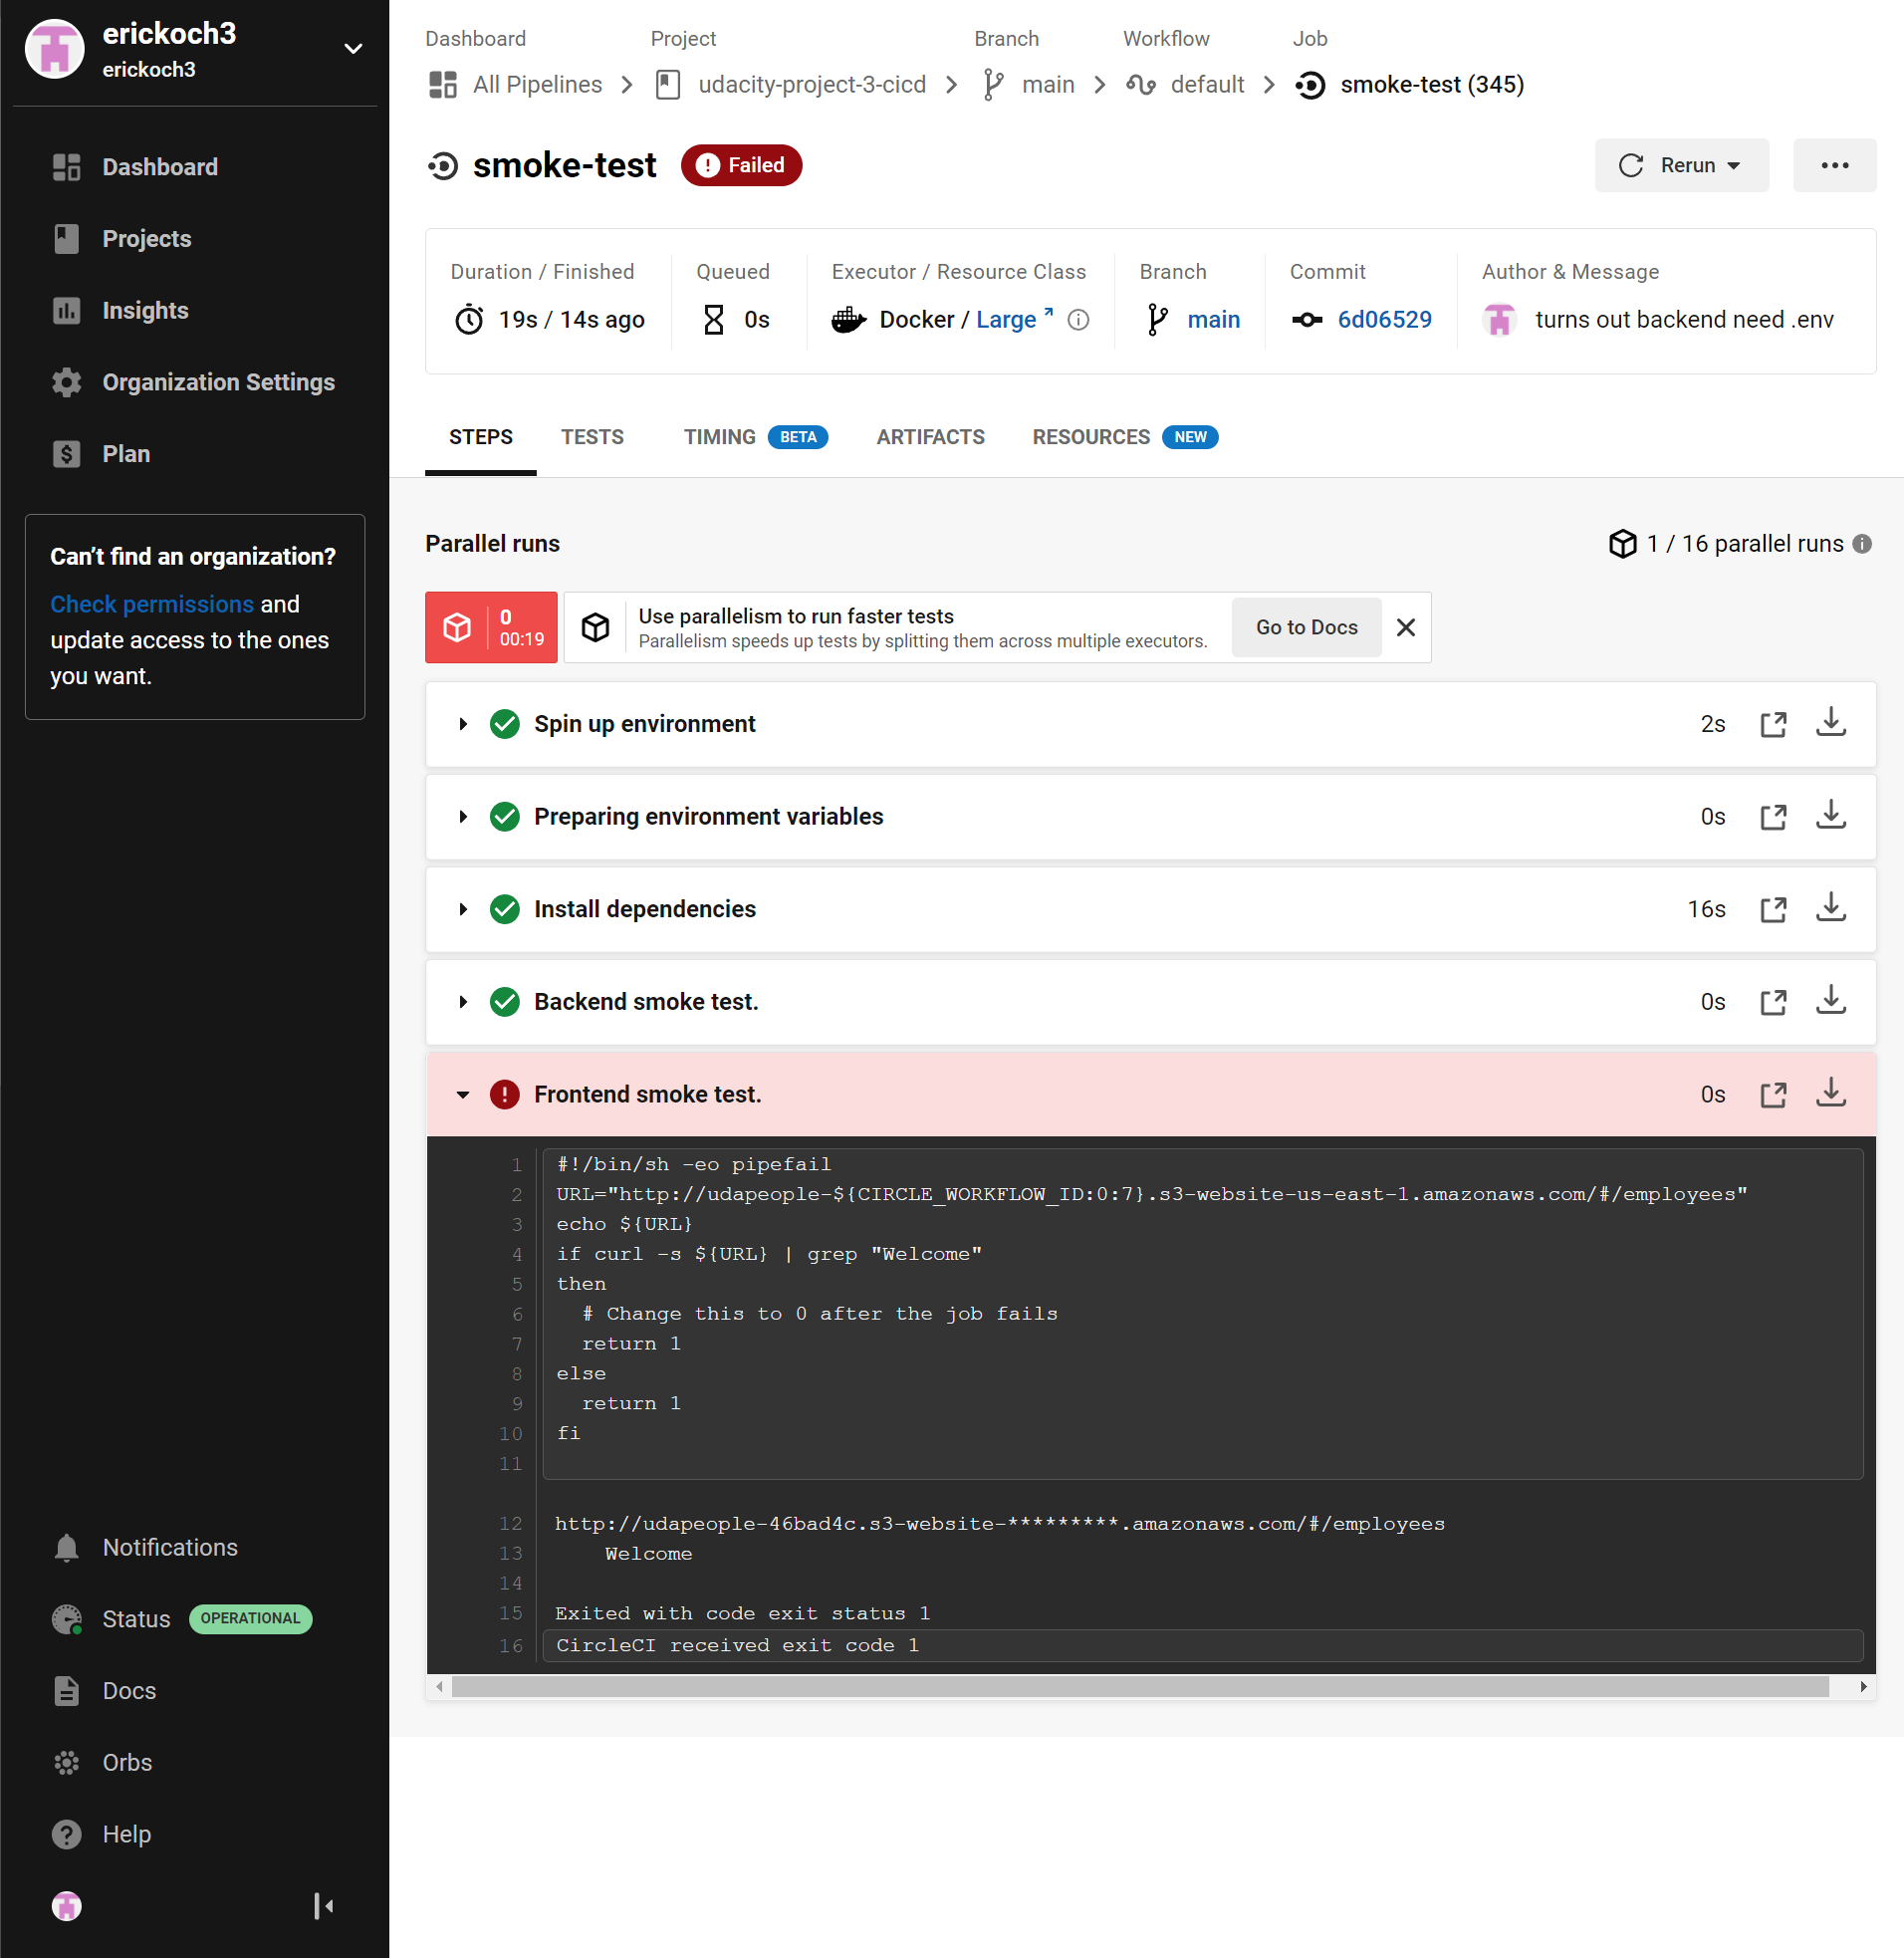 erickoch3
erickoch3
Dashboard
Projects
Insights
Organization Settings
Plan
Can't find an organization?
Check permissions and
update access to the ones
you want.
Notifications
Status OPERATIONAL
Docs
Orbs
Help
Dashboard Project Branch Workflow Job
All Pipelines udacity-project-3-cicd main default smoke-test (345)
smoke-test Failed Rerun
Duration / Finished Queued Executor / Resource Class Branch Commit Author & Message
19s / 14s ago 0s Docker / Large main 6d06529 turns out backend need .env
STEPS TESTS TIMING BETA ARTIFACTS RESOURCES NEW
Parallel runs 1 / 16 parallel runs
0
00:19
Use parallelism to run faster tests
Parallelism speeds up tests by splitting them across multiple executors.
Go to Docs
Spin up environment 2s
Preparing environment variables 0s
Install dependencies 16s
Backend smoke test. 0s
Frontend smoke test. 0s
1 #!/bin/sh -eo pipefail
2 URL="http://udapeople-${CIRCLE_WORKFLOW_ID:0:7}.s3-website-us-east-1.amazonaws.com/#/employees"
3 echo ${URL}
4 if curl -s ${URL} | grep "Welcome"
5 then
6 # Change this to 0 after the job fails
7 return 1
8 else
9 return 1
10 fi
11
12 http://udapeople-46bad4c.s3-website-*********.amazonaws.com/#/employees
13 Welcome
14
15 Exited with code exit status 1
16 CircleCI received exit code 1